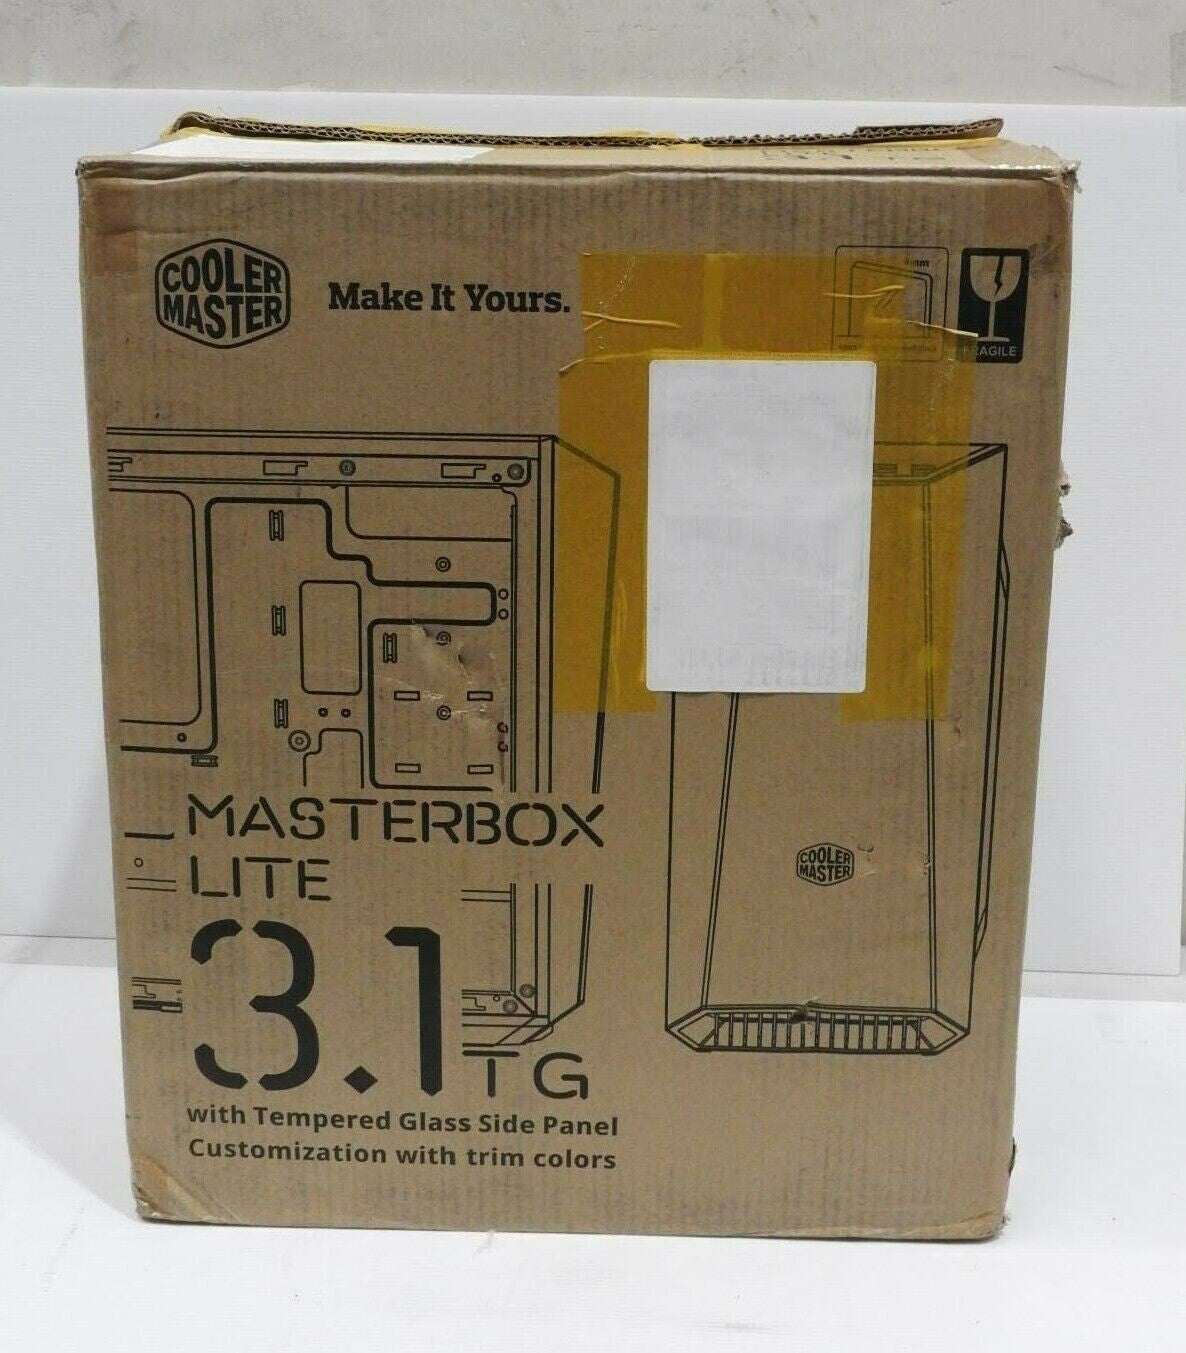 COOLER
MASTER
Make It Yours.
mm
FRAGILE
COOLER
MASTER
MASTERBOX
LITE
3.1 TG
with Tempered Glass Side Panel
Customization with trim colors